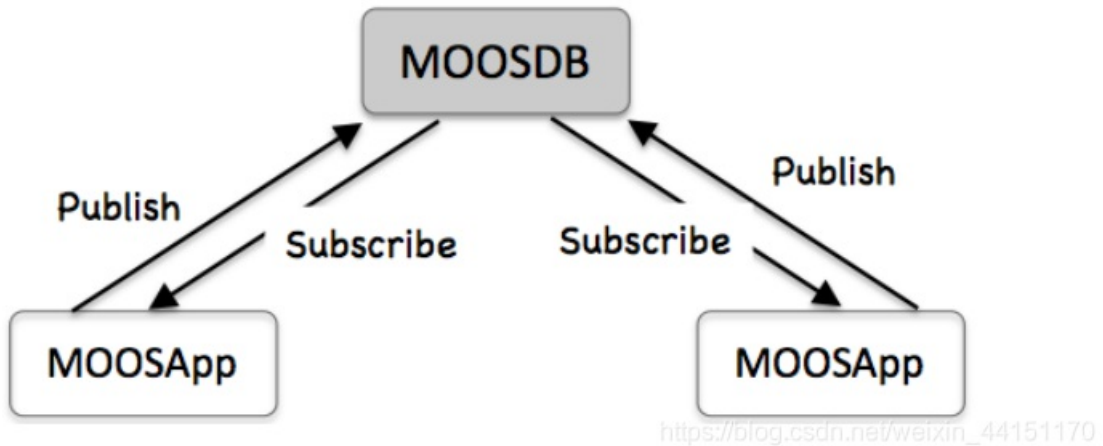 MOOSDB
Publish
Publish
Subscribe
Subscribe
MOOSApp
MOOSApp
https://blog.csdn.net/weixin_44151170